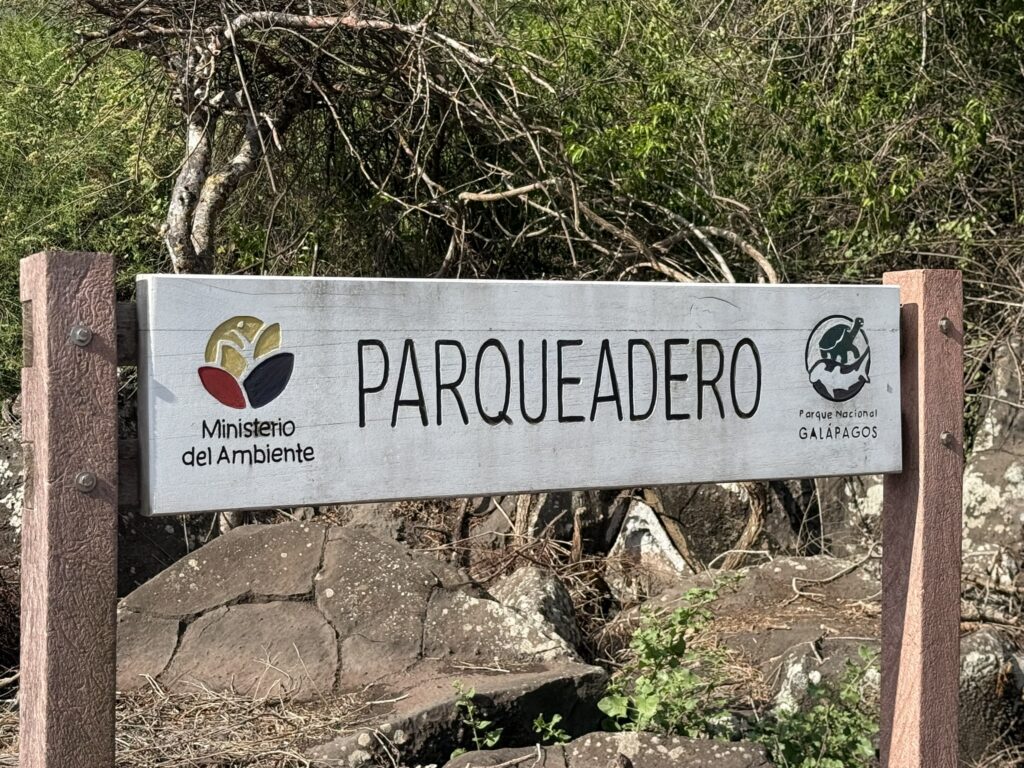 Ministerio
del Ambiente
PARQUEADERO
Parque Nacional
GALÁPAGOS